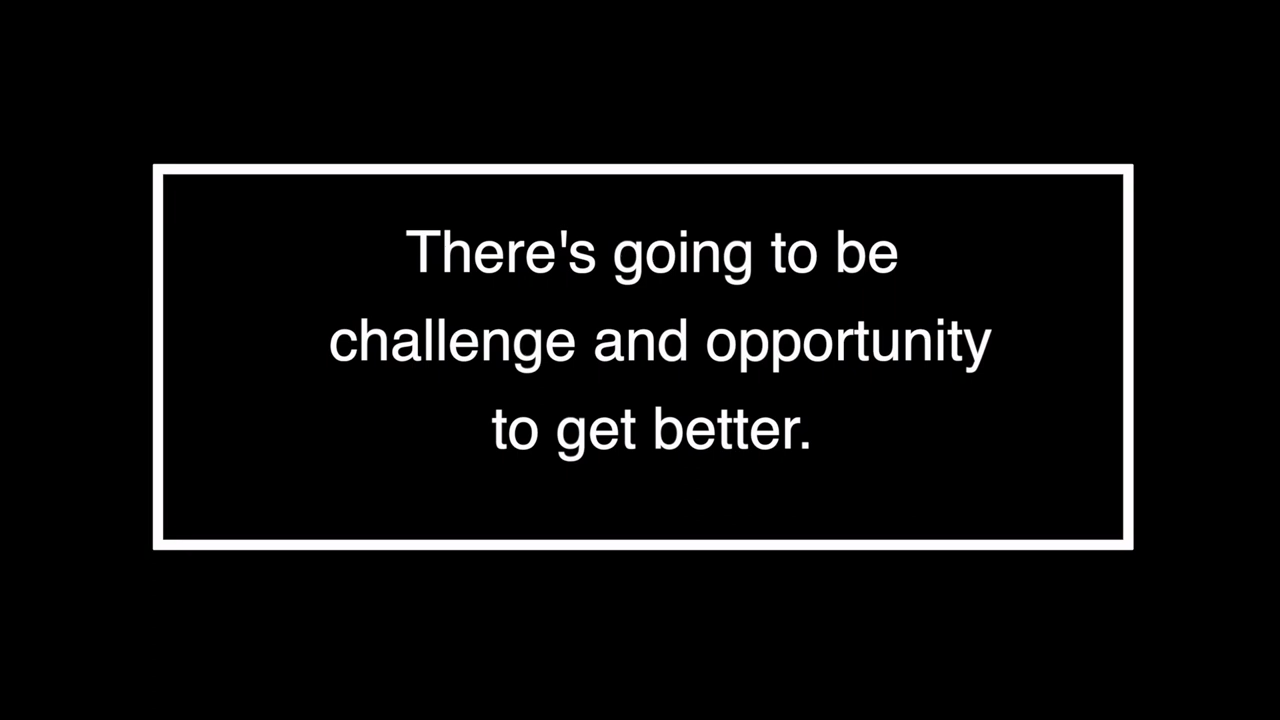 There's going to be
challenge and opportunity
to get better.